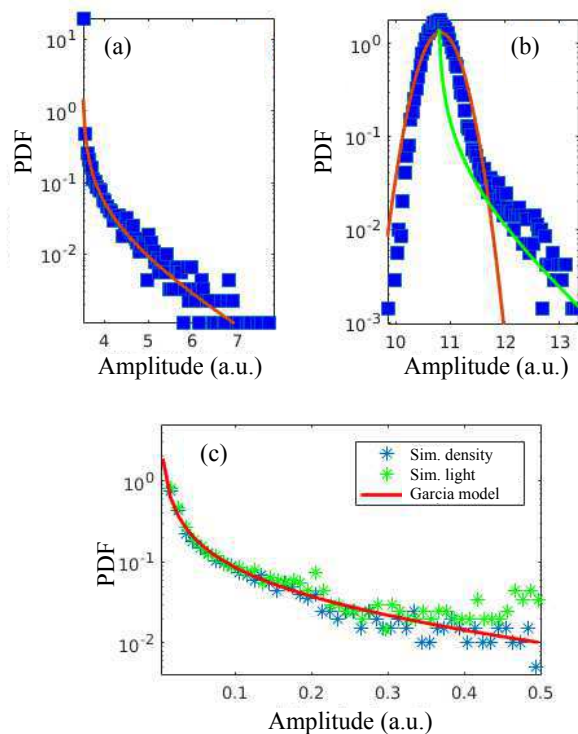 (a)
PDF
10^1
10^0
10^-1
10^-2
4 5 6 7
Amplitude (a.u.)
(b)
PDF
10^0
10^-1
10^-2
10^-3
10 11 12 13
Amplitude (a.u.)
(c)
PDF
10^0
10^-1
10^-2
0.1 0.2 0.3 0.4 0.5
Amplitude (a.u.)
Sim. density
Sim. light
Garcia model